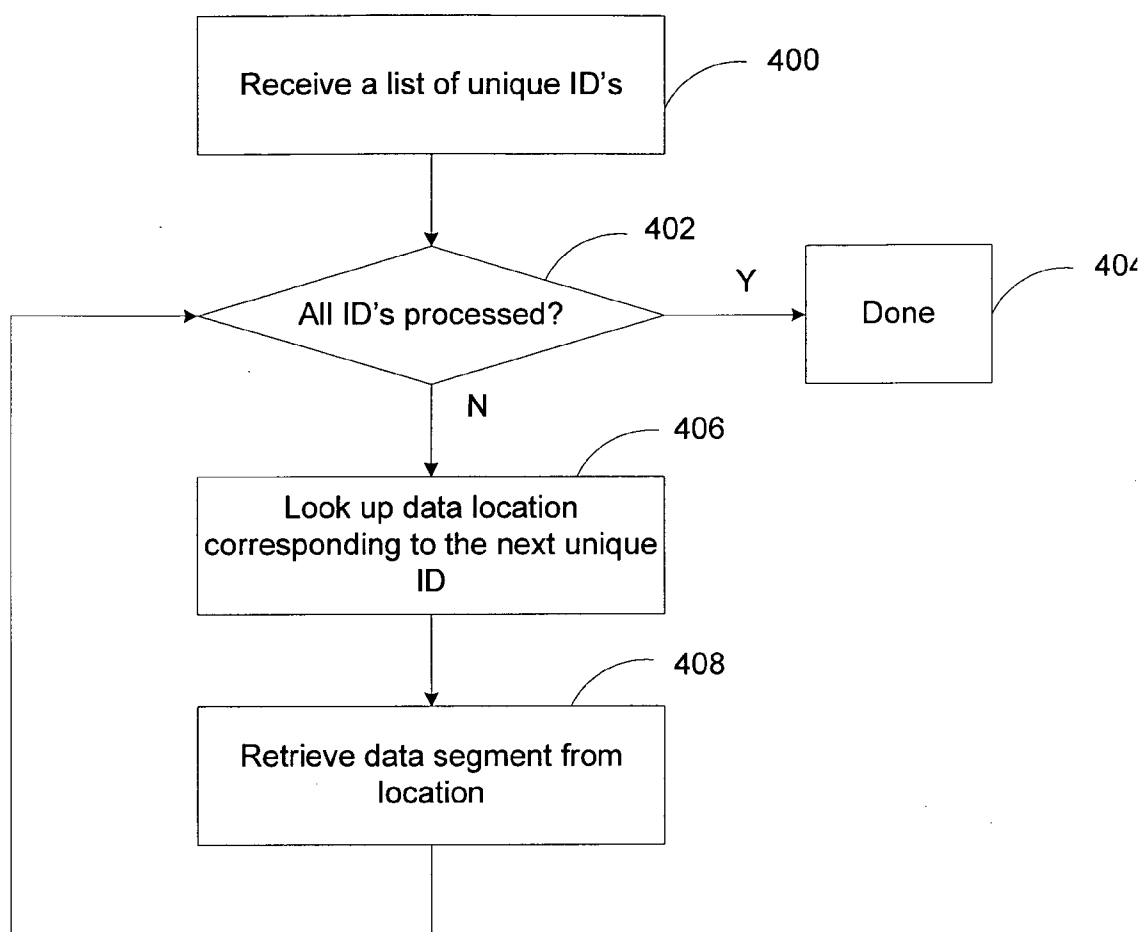 Receive a list of unique ID's
400
402
All ID's processed?
Y
Done
404
N
406
Look up data location
corresponding to the next unique
ID
408
Retrieve data segment from
location